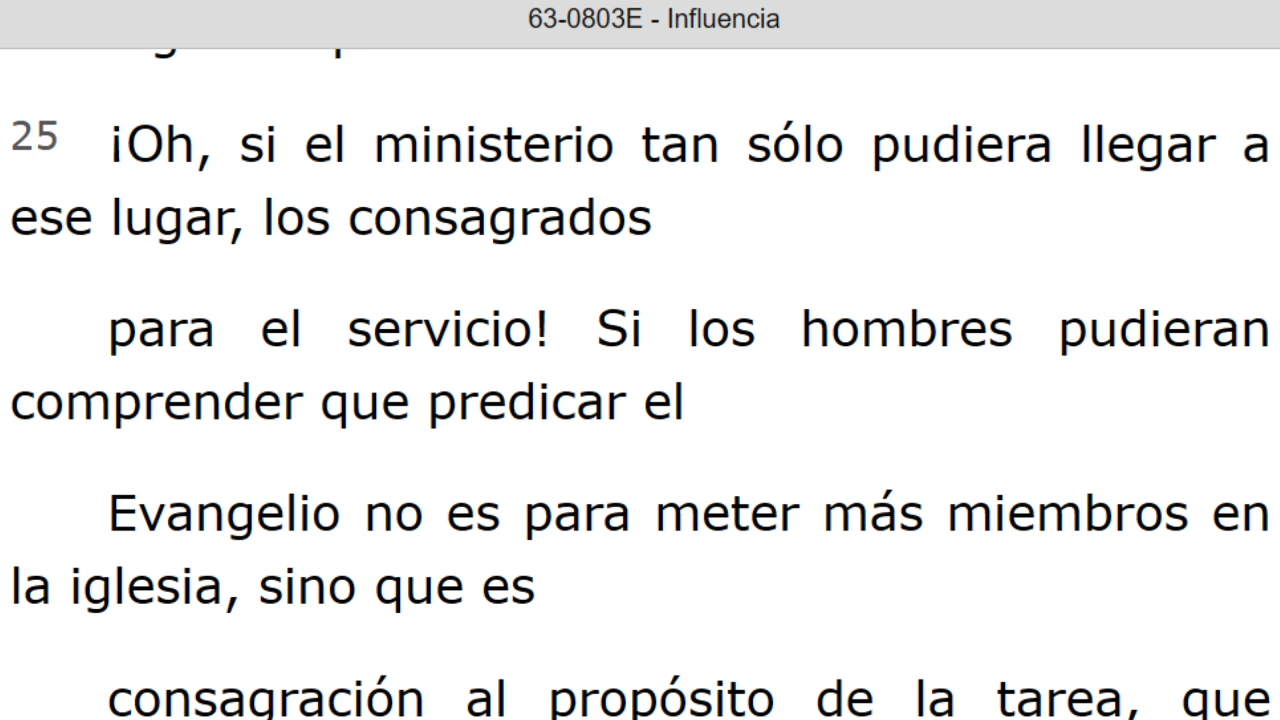 63-0803E - Influencia
25 ¡Oh, si el ministerio tan sólo pudiera llegar a
ese lugar, los consagrados
para el servicio! Si los hombres pudieran
comprender que predicar el
Evangelio no es para meter más miembros en
la iglesia, sino que es
consagración al propósito de la tarea, que